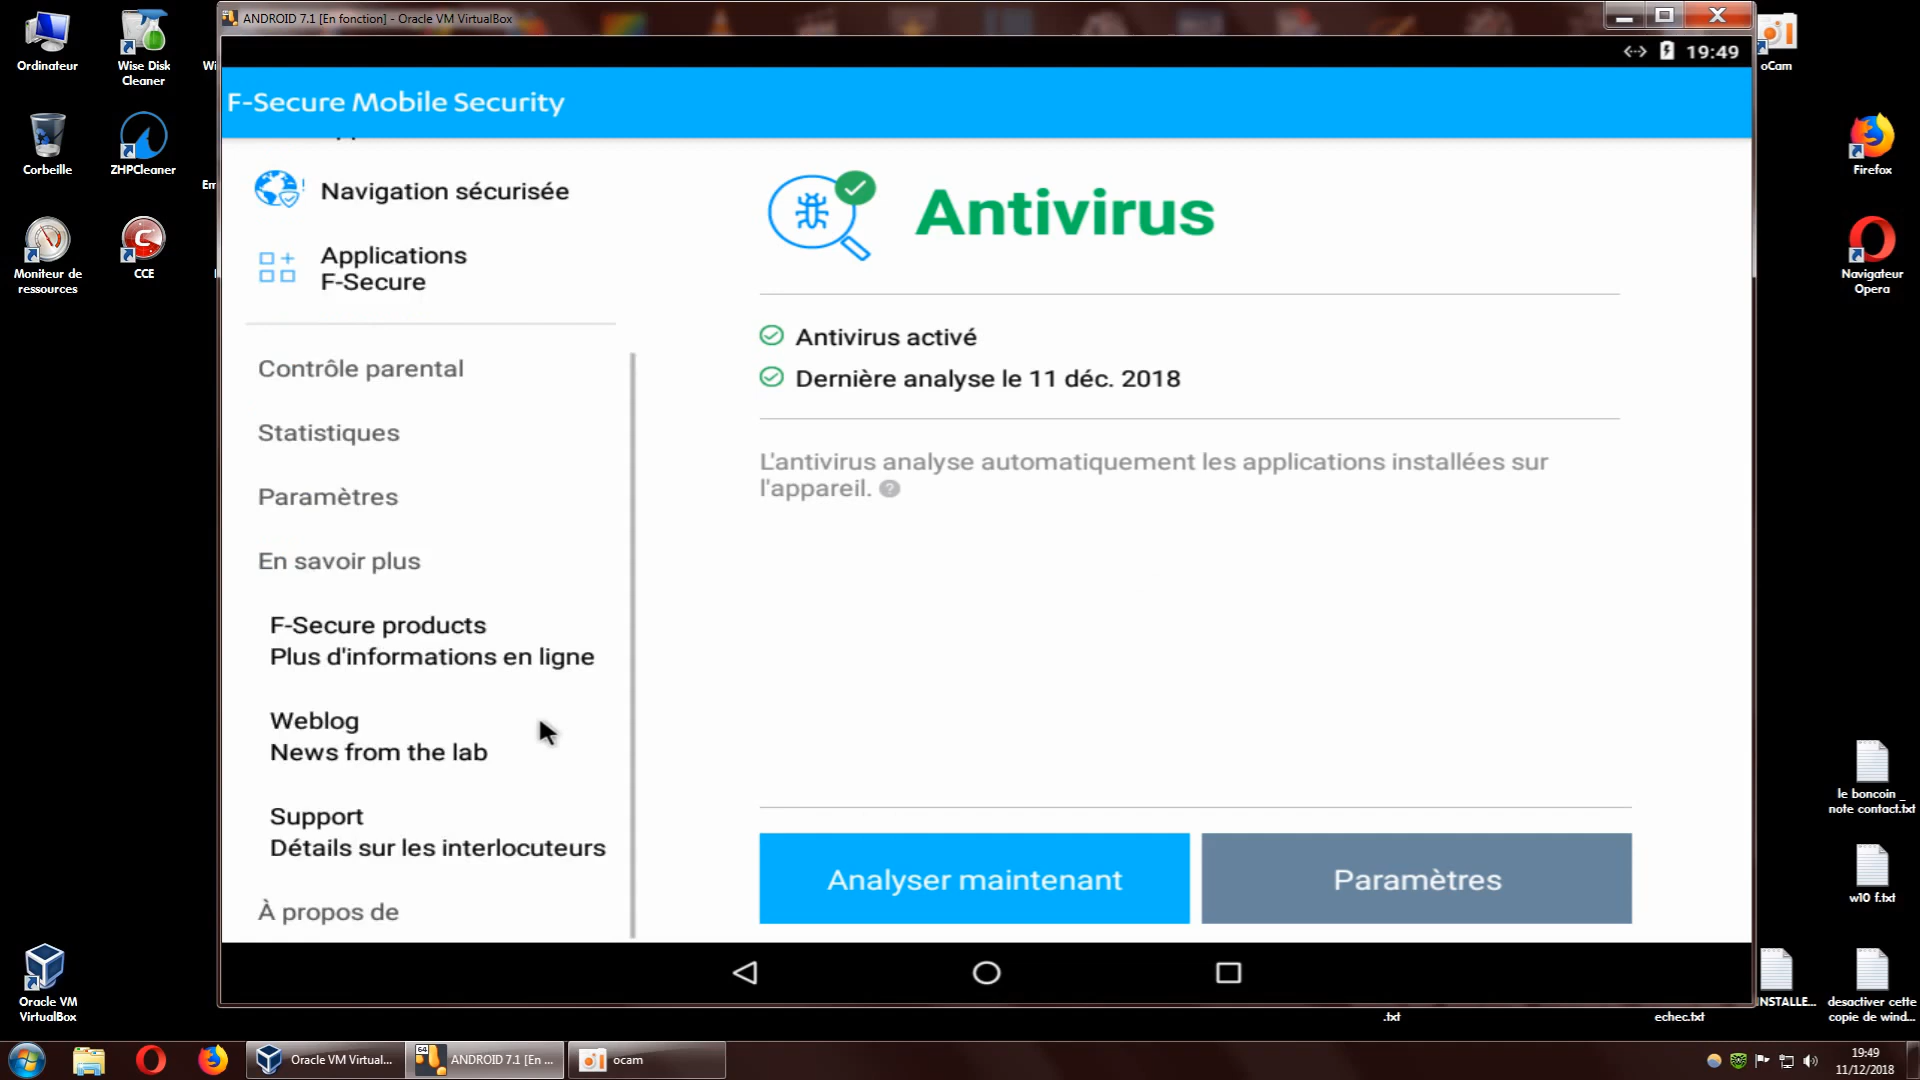 ANDROID 7.1 [En fonction] - Oracle VM VirtualBox
19:49
F-Secure Mobile Security
Navigation sécurisée
Applications
F-Secure
Contrôle parental
Statistiques
Paramètres
En savoir plus
F-Secure products
Plus d'informations en ligne
Weblog
News from the lab
Support
Détails sur les interlocuteurs
À propos de
Antivirus
Antivirus activé
Dernière analyse le 11 déc. 2018
L'antivirus analyse automatiquement les applications installées sur
l'appareil. ?
Analyser maintenant
Paramètres
Ordinateur
Wise Disk
Cleaner
Wi
Corbeille
ZHPCleaner
Em
Moniteur de
ressources
CCE
Oracle VM
VirtualBox
oCam
Firefox
Navigateur
Opera
le boncoin _
note contact.txt
w10 f.txt
NSTALLE...
desactiver cette
copie de wind...
.txt
echec.txt
Oracle VM Virtual...
64
ANDROID 7.1 [En ...
ocam
19:49
11/12/2018